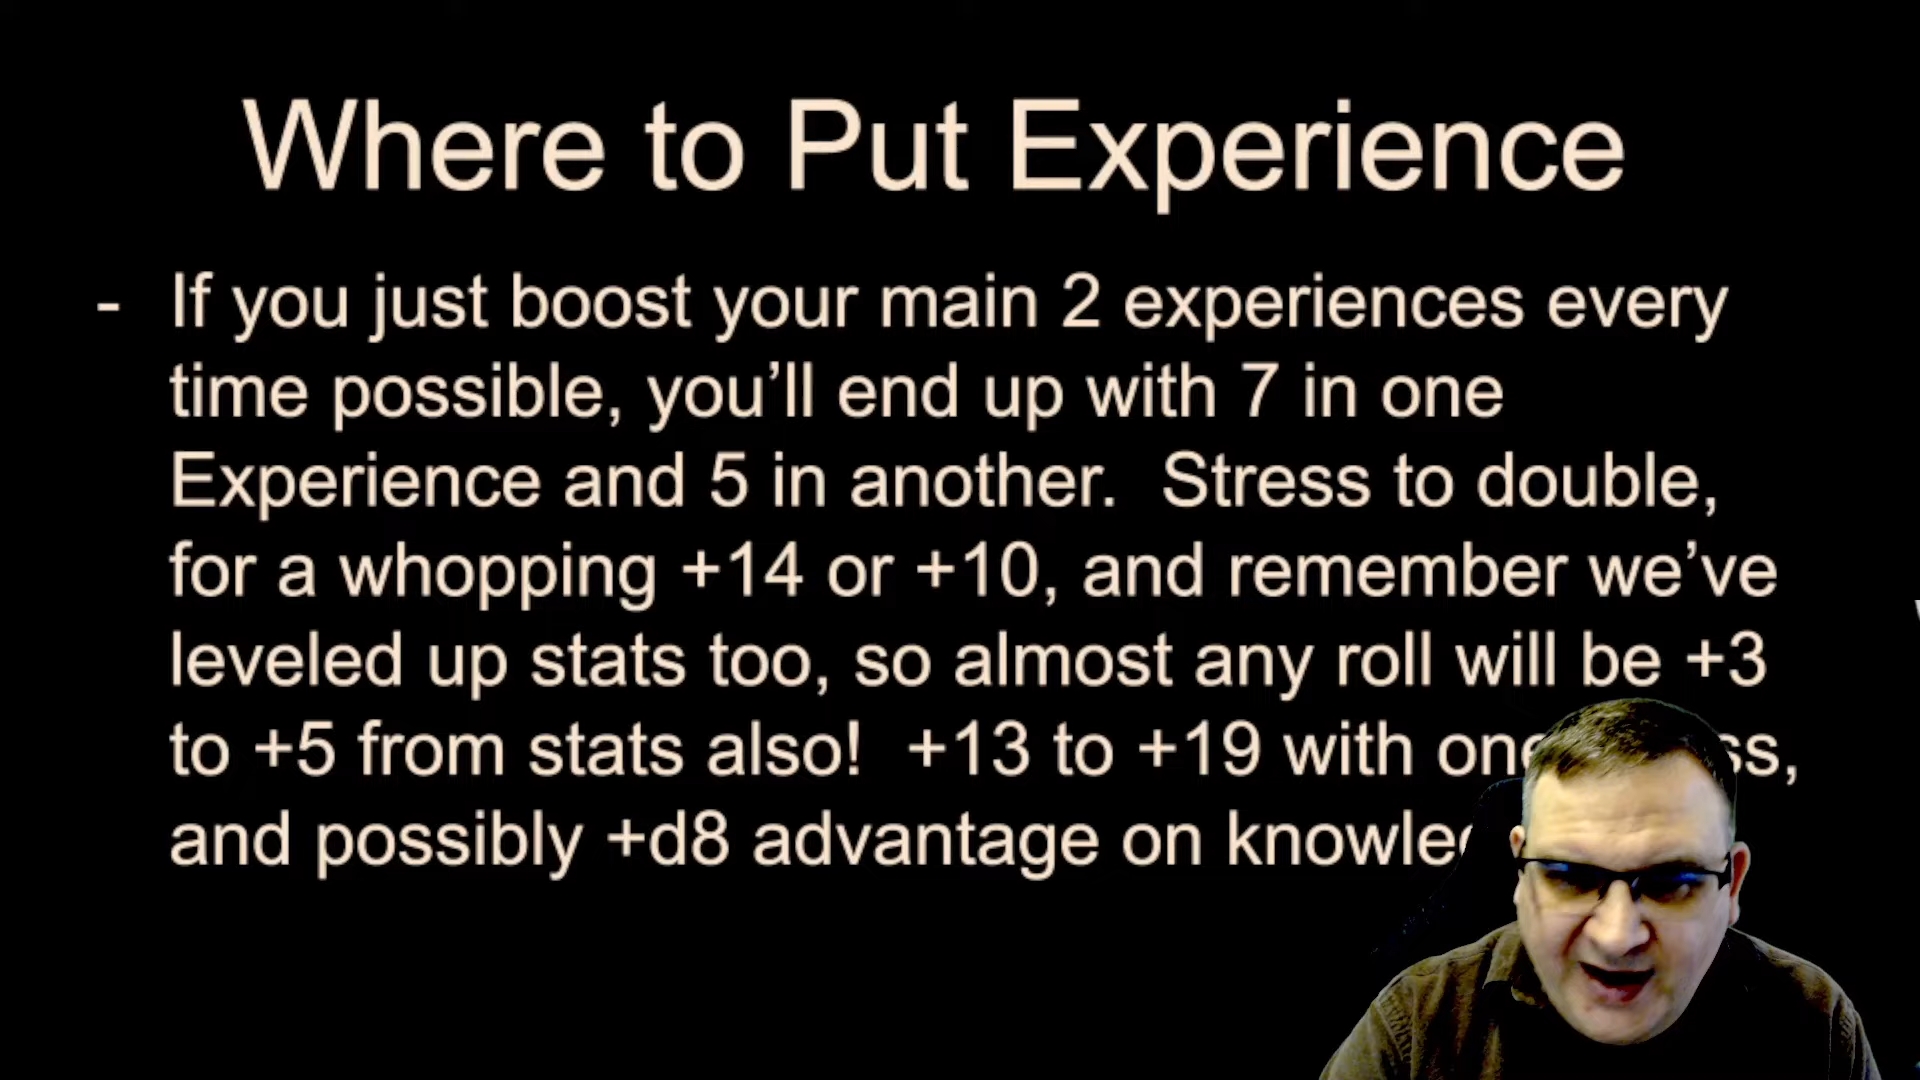 Where to Put Experience
- If you just boost your main 2 experiences every
time possible, you’ll end up with 7 in one
Experience and 5 in another.  Stress to double,
for a whopping +14 or +10, and remember we’ve
leveled up stats too, so almost any roll will be +3
to +5 from stats also!  +13 to +19 with
and possibly +d8 advantage on